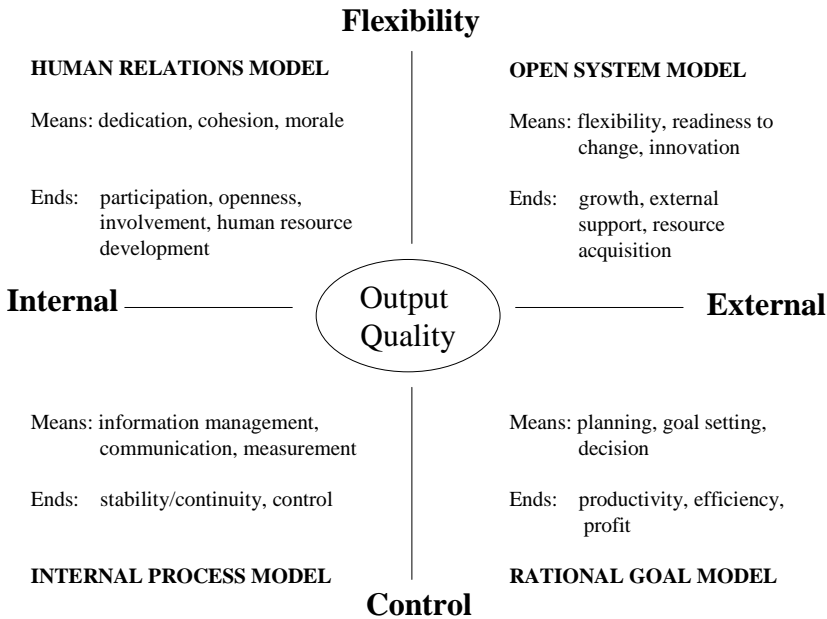 Flexibility
HUMAN RELATIONS MODEL
Means: dedication, cohesion, morale
Ends: participation, openness,
involvement, human resource
development
OPEN SYSTEM MODEL
Means: flexibility, readiness to
change, innovation
Ends: growth, external
support, resource
acquisition
Internal
Output
Quality
External
Means: information management,
communication, measurement
Ends: stability/continuity, control
INTERNAL PROCESS MODEL
Means: planning, goal setting,
decision
Ends: productivity, efficiency,
profit
RATIONAL GOAL MODEL
Control